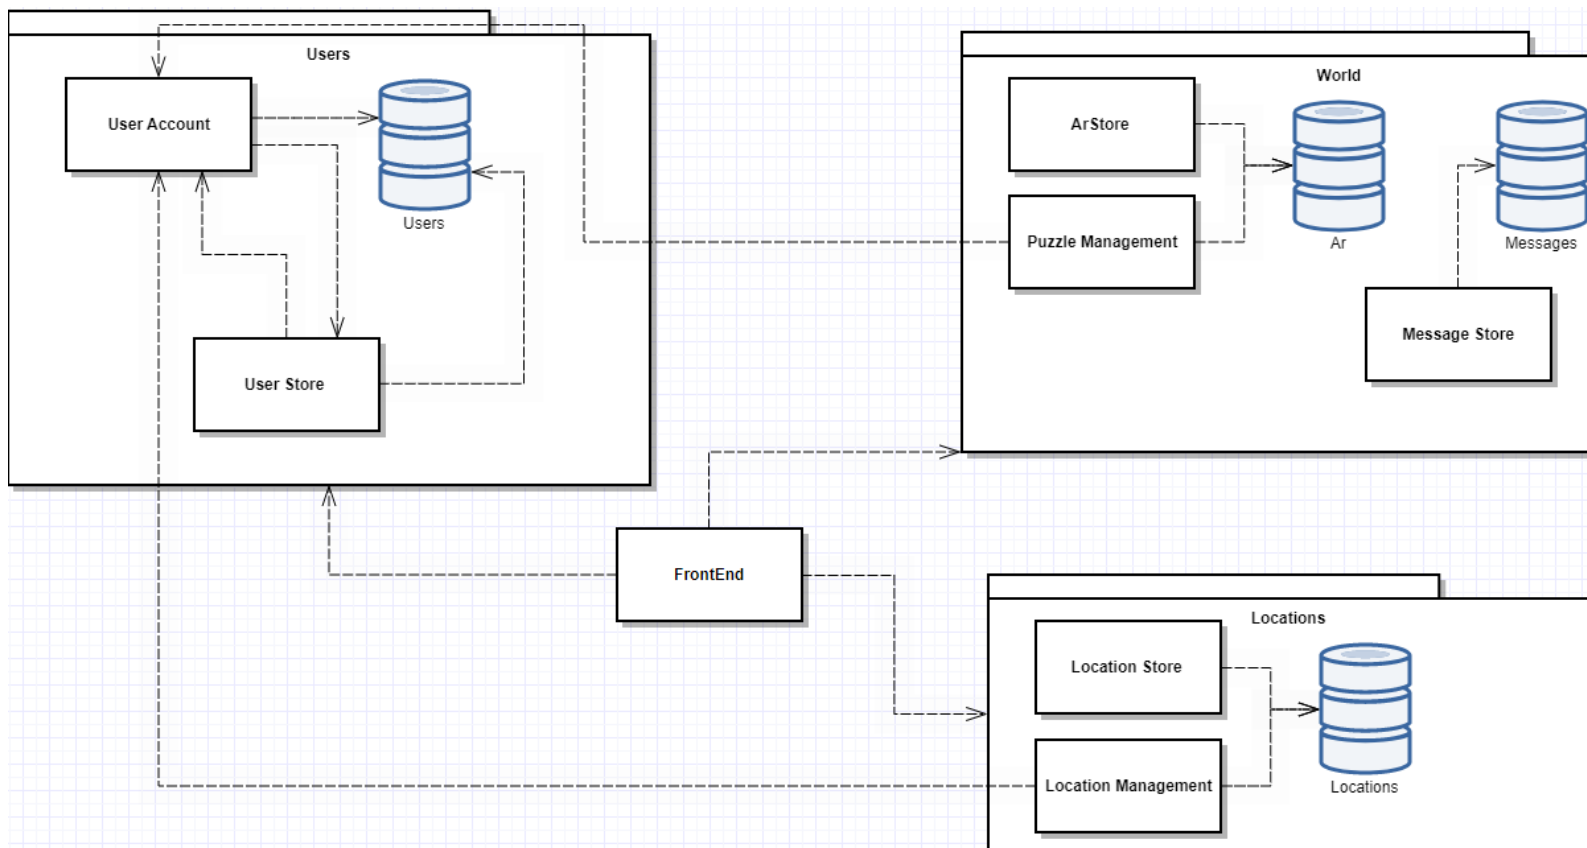 Users
User Account
Users
User Store
World
ArStore
Ar
Messages
Puzzle Management
Message Store
FrontEnd
Locations
Location Store
Location Management
Locations